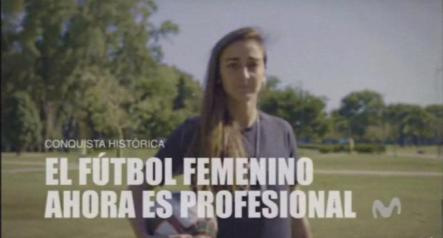 CONQUISTA HISTÓRICA
EL FÚTBOL FEMENINO
AHORA ES PROFESIONAL